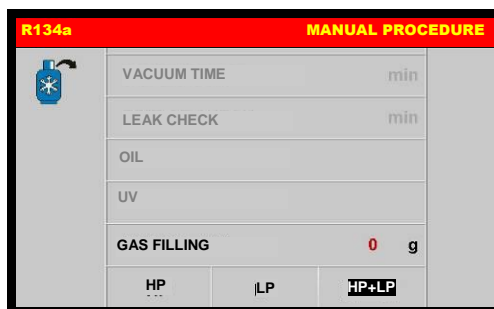 R134a MANUAL PROCEDURE
VACUUM TIME min
LEAK CHECK min
OIL
UV
GAS FILLING 0 g
HP LP HP+LP